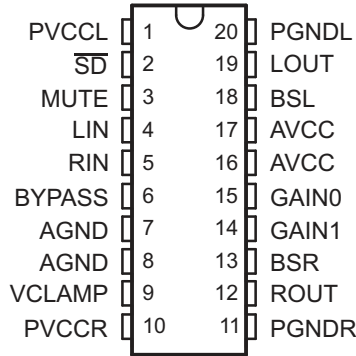 PVCCL 1 20 PGNDL
SD 2 19 LOUT
MUTE 3 18 BSL
LIN 4 17 AVCC
RIN 5 16 AVCC
BYPASS 6 15 GAIN0
AGND 7 14 GAIN1
AGND 8 13 BSR
VCLAMP 9 12 ROUT
PVCCR 10 11 PGNDR